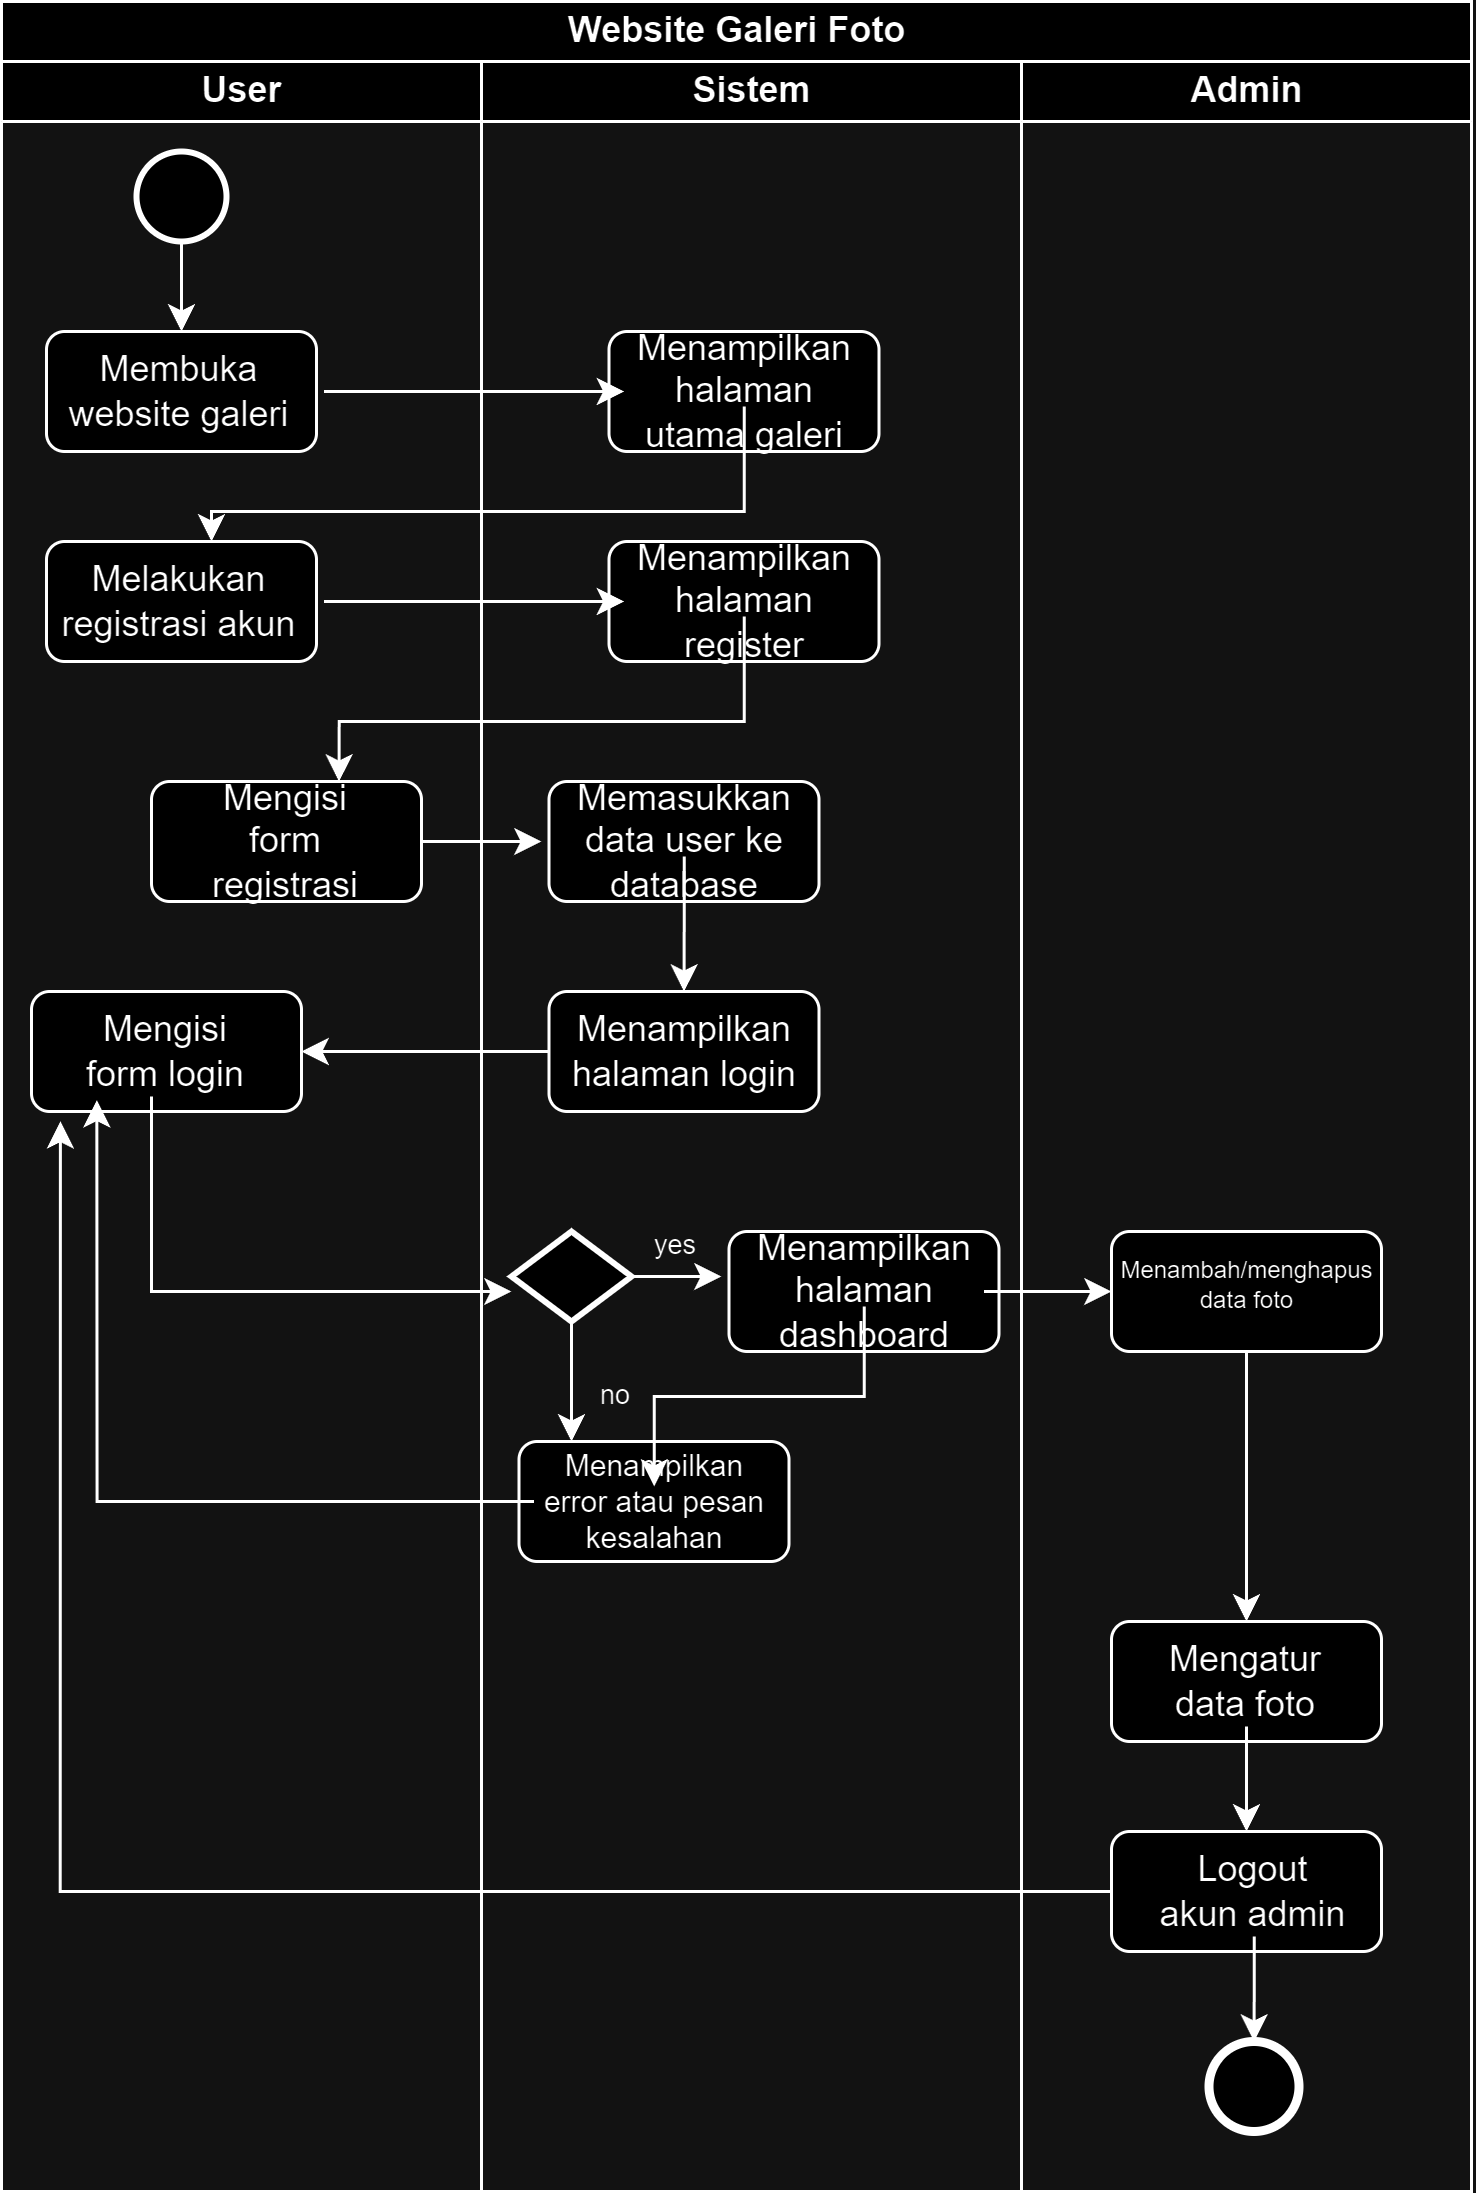 Website Galeri Foto
User
Sistem
Admin
Membuka
website galeri
Menampilkan
halaman
utama galeri
Melakukan
registrasi akun
Menampilkan
halaman
register
Mengisi
form
registrasi
Memasukkan
data user ke
database
Mengisi
form login
Menampilkan
halaman login
yes
Menampilkan
halaman
dashboard
Menambah/menghapus
data foto
no
Menampilkan
error atau pesan
kesalahan
Mengatur
data foto
Logout
akun admin